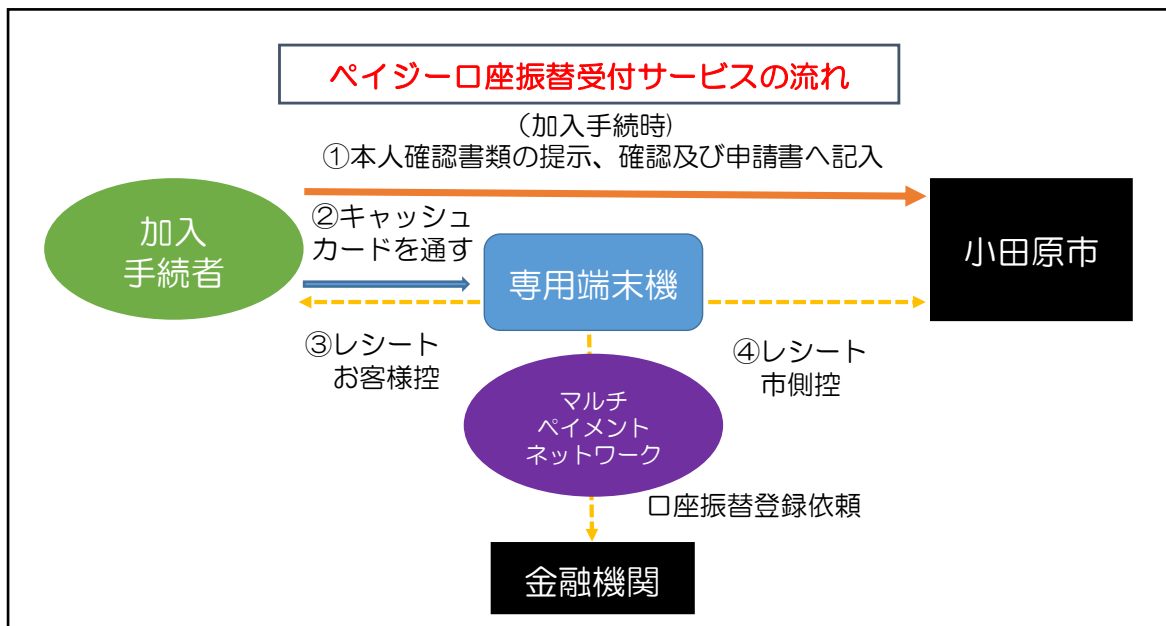 ペイジー口座振替受付サービスの流れ
(加入手続時)
①本人確認書類の提示、確認及び申請書へ記入
加入
手続者
②キャッシュ
カードを通す
専用端末機
小田原市
③レシート
お客様控
④レシート
市側控
マルチ
ペイメント
ネットワーク
口座振替登録依頼
金融機関